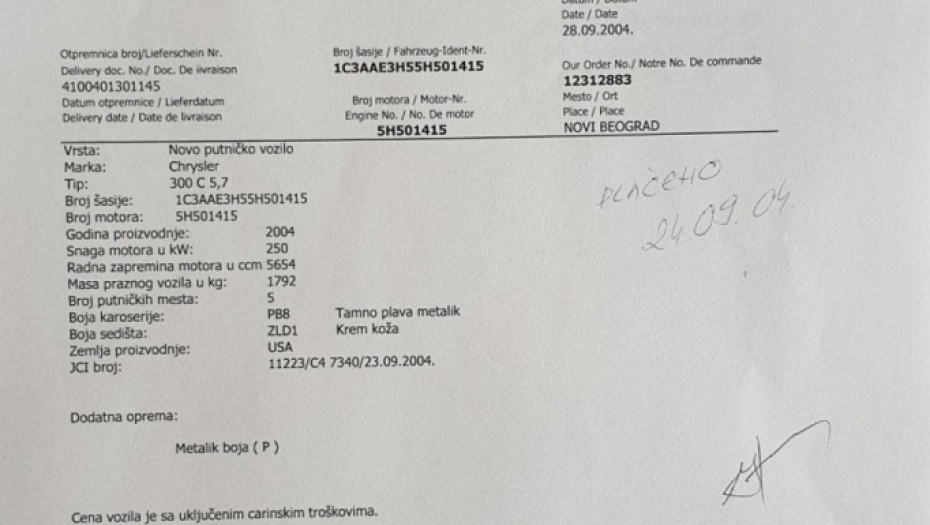 Date / Date
28.09.2004.
Otpremnica broj/Lieferschein Nr.
Delivery doc. No./ Doc. De livraison
4100401301145
Datum otpremnice / Lieferdatum
Delivery date / Date de livraison
Broj šasije / Fahrzeug-Ident-Nr.
1C3AAE3H55H501415
Broj motora / Motor-Nr.
Engine No. / No. De motor
5H501415
Our Order No./ Notre No. De commande
12312883
Mesto / Ort
Place / Place
NOVI BEOGRAD
Vrsta: Novo putničko vozilo
Marka: Chrysler
Tip: 300 C 5,7
Broj šasije: 1C3AAE3H55H501415
Broj motora: 5H501415
Godina proizvodnje: 2004
Snaga motora u kW: 250
Radna zapremina motora u ccm 5654
Masa praznog vozila u kg: 1792
Broj putničkih mesta: 5
Boja karoserije: PB8 Tamno plava metalik
Boja sedišta: ZLD1 Krem koža
Zemlja proizvodnje: USA
JCI broj: 11223/C4 7340/23.09.2004.
PLAĆENO
24.09.04.
Dodatna oprema:
Metalik boja ( P )
Cena vozila je sa uključenim carinskim troškovima.